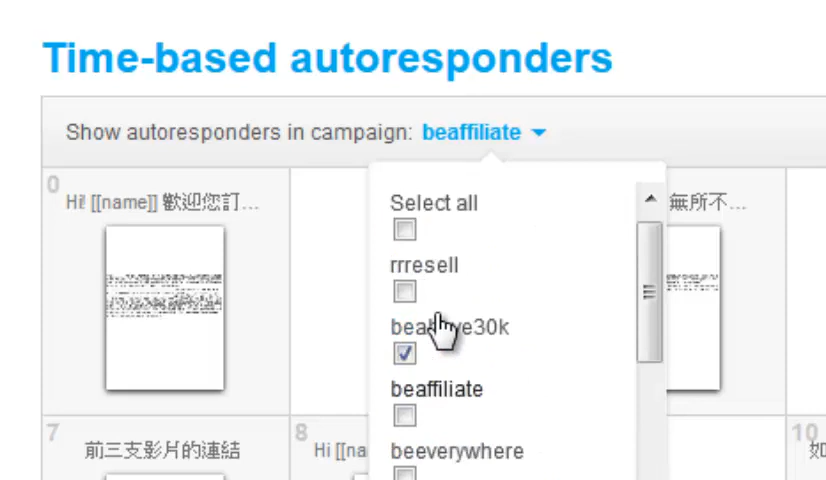 Time-based autoresponders
Show autoresponders in campaign: beaffiliate
0
Hi! [[name]] 歡迎您訂...
無所不...
Select all
rrresell
beaffiliate
beeverywhere
7
前三支影片的連結
8
Hi [[na
10
如